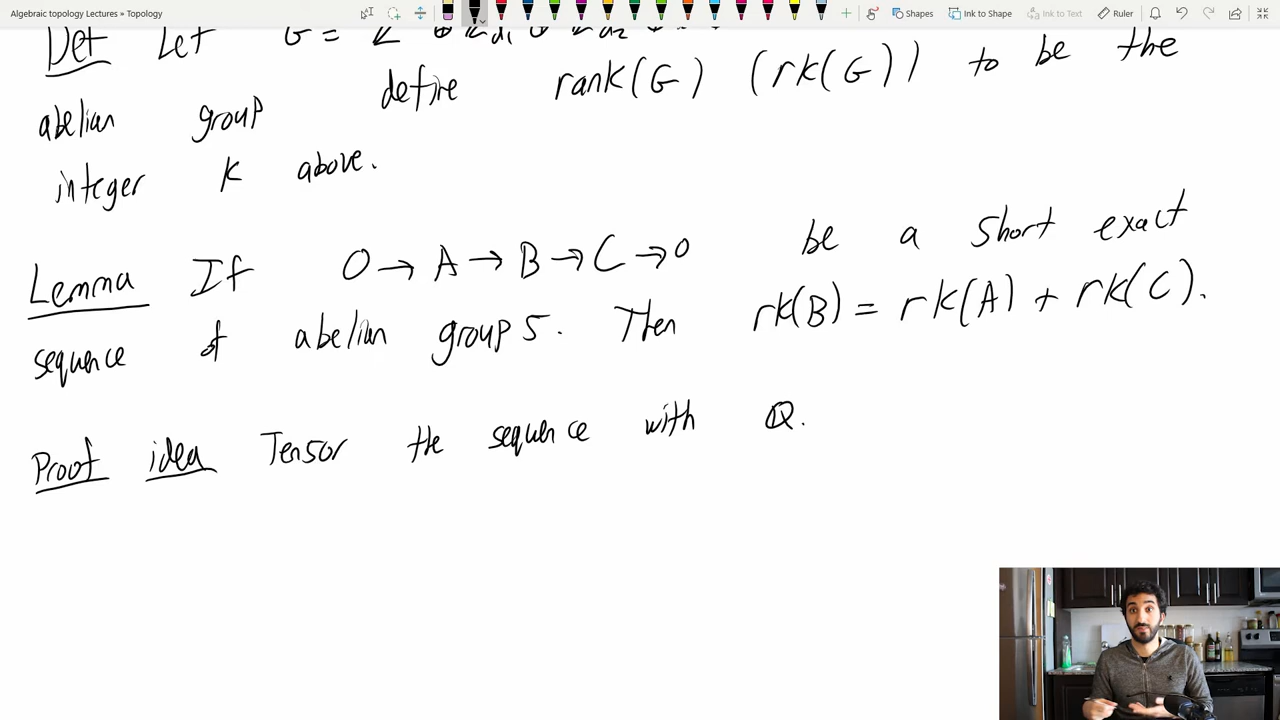 Algebraic topology Lectures » Topology
Shapes Ink to Shape Ink to Text Ruler
Def Let G =
abelian group define rank(G) (rk(G)) to be the
integer k above.
Lemma If 0 → A → B → C → 0 be a short exact
sequence of abelian groups. Then rk(B) = rk(A) + rk(C).
Proof idea Tensor the sequence with ℚ.